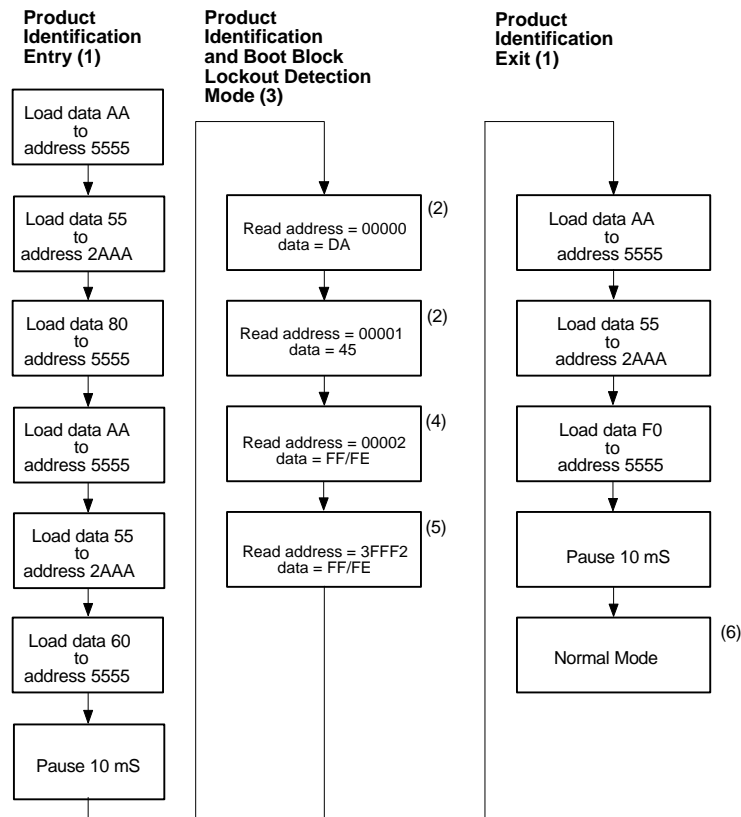 Product
Identification
Entry (1)
Load data AA
to
address 5555
Load data 55
to
address 2AAA
Load data 80
to
address 5555
Load data AA
to
address 5555
Load data 55
to
address 2AAA
Load data 60
to
address 5555
Pause 10 mS
Product
Identification
and Boot Block
Lockout Detection
Mode (3)
Read address = 00000
data = DA
(2)
Read address = 00001
data = 45
(2)
Read address = 00002
data = FF/FE
(4)
Read address = 3FFF2
data = FF/FE
(5)
Product
Identification
Exit (1)
Load data AA
to
address 5555
Load data 55
to
address 2AAA
Load data F0
to
address 5555
Pause 10 mS
Normal Mode
(6)